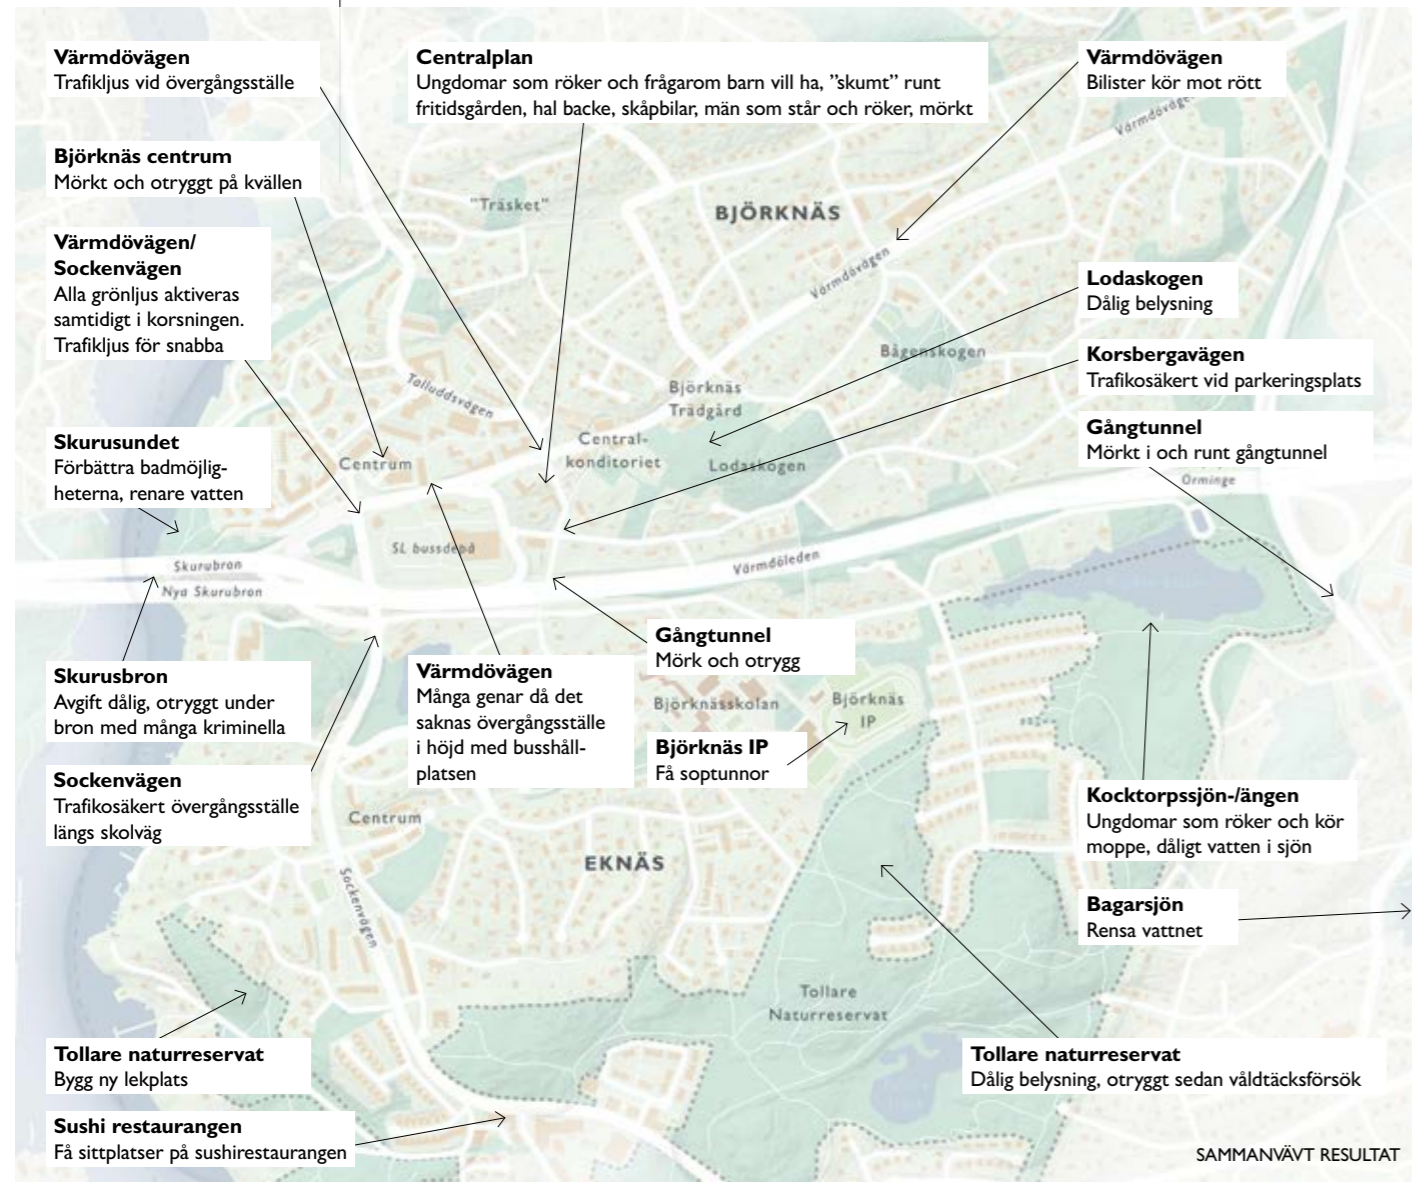 Värmdövägen
Trafikljus vid övergångsställe
Centralplan
Ungdomar som röker och frågarom barn vill ha, ”skumt” runt
fritidsgården, hal backe, skåpbilar, män som står och röker, mörkt
Värmdövägen
Bilister kör mot rött
Värmdövägen
Björknäs centrum
Mörkt och otryggt på kvällen
"Träsket"
BJÖRKNÄS
Värmdövägen/
Sockenvägen
Alla grönljus aktiveras
samtidigt i korsningen.
Trafikljus för snabba
Värmdövägen
Lodaskogen
Dålig belysning
Bågenskogen
Korsbergavägen
Trafikosäkert vid parkeringsplats
Talluddsvägen
Björknäs
Trädgård
Gångtunnel
Mörkt i och runt gångtunnel
Skurusundet
Förbättra badmöjlig-
heterna, renare vatten
Centrum
Central-
konditoriet
Lodaskogen
Orminge
SL bussdepå
Värmdöleden
Skurubron
Nya Skurubron
Gångtunnel
Mörk och otrygg
Skurusbron
Avgift dålig, otryggt under
bron med många kriminella
Värmdövägen
Många genar då det
saknas övergångsställe
i höjd med busshåll-
platsen
Björknässkolan
Björknäs
IP
Björknäs IP
Få soptunnor
Sockenvägen
Trafikosäkert övergångsställe
längs skolväg
Centrum
Kocktorpssjön-/ängen
Ungdomar som röker och kör
moppe, dåligt vatten i sjön
EKNÄS
Sockenvägen
Bagarsjön
Rensa vattnet
Tollare
Naturreservat
Tollare naturreservat
Bygg ny lekplats
Tollare naturreservat
Dålig belysning, otryggt sedan våldtäcksförsök
Sushi restaurangen
Få sittplatser på sushirestaurangen
SAMMANVÄVT RESULTAT